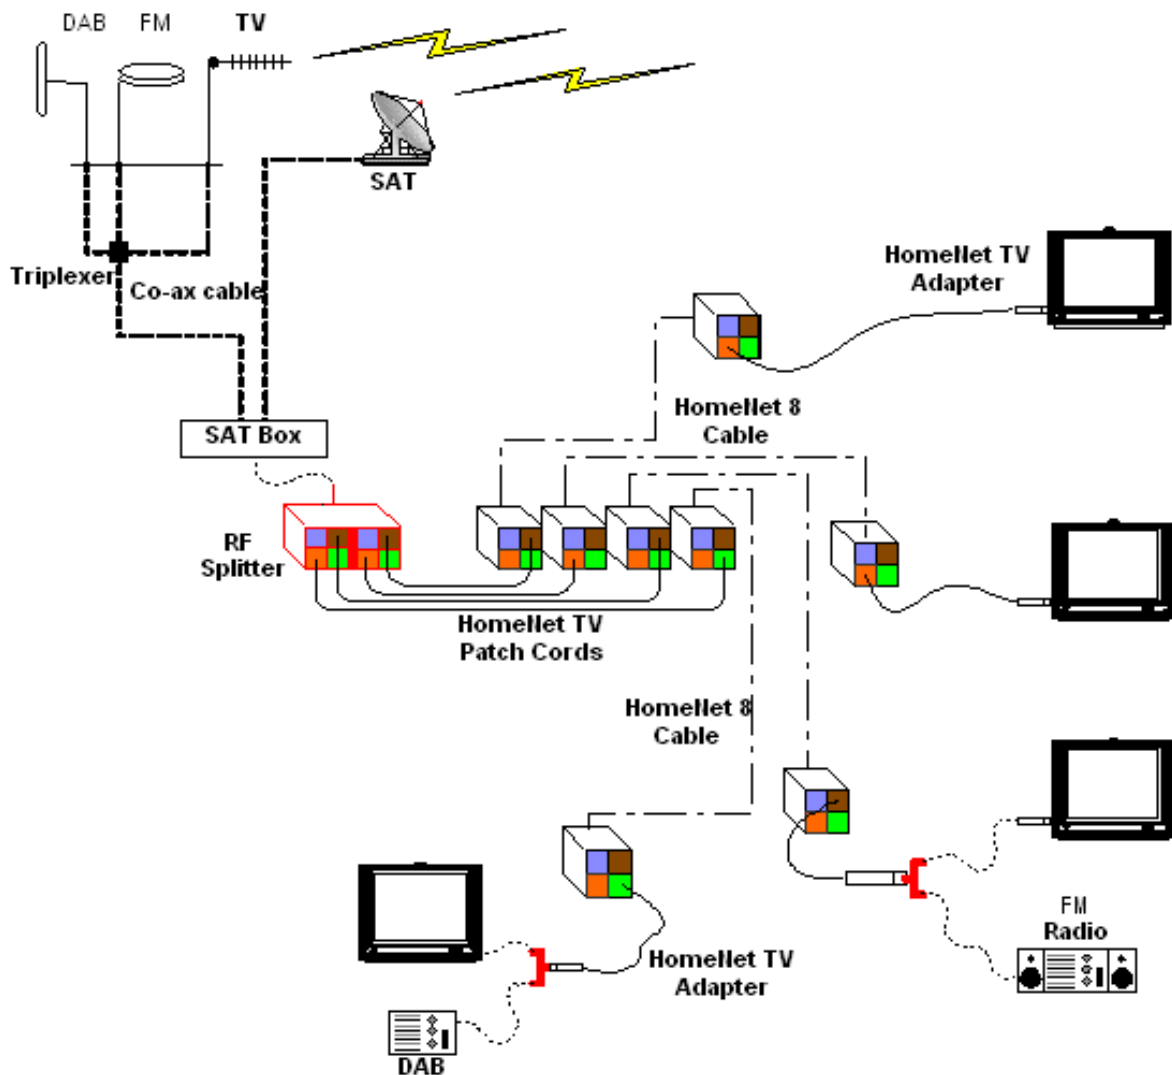 DAB FM TV
SAT
Triplexer
Co-ax cable
HomeNet TV
Adapter
HomeNet 8
Cable
SAT Box
RF
Splitter
HomeNet TV
Patch Cords
HomeNet 8
Cable
FM
Radio
HomeNet TV
Adapter
DAB